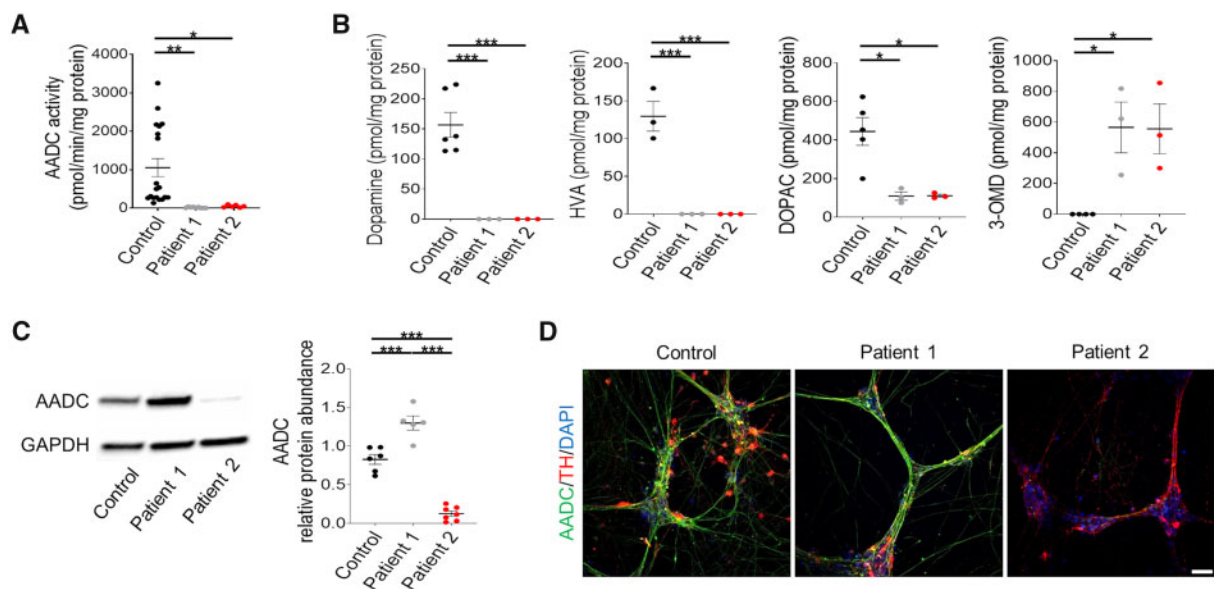 A
**
*
AADC activity
(pmol/min/mg protein)
4000
3000
2000
1000
0
Control
Patient 1
Patient 2
B
***
***
Dopamine (pmol/mg protein)
250
200
150
100
50
0
Control
Patient 1
Patient 2
***
***
HVA (pmol/mg protein)
200
150
100
50
0
Control
Patient 1
Patient 2
*
*
DOPAC (pmol/mg protein)
800
600
400
200
0
Control
Patient 1
Patient 2
*
*
3-OMD (pmol/mg protein)
1000
800
600
400
200
0
Control
Patient 1
Patient 2
C
AADC
GAPDH
Control
Patient 1
Patient 2
***
*** ***
AADC
relative protein abundance
2.0
1.5
1.0
0.5
0.0
Control
Patient 1
Patient 2
D
Control
Patient 1
Patient 2
AADC/TH/DAPI